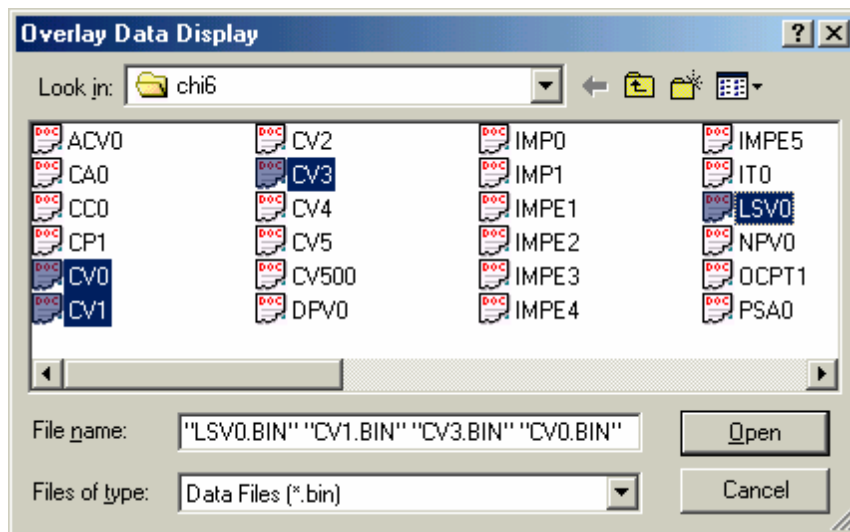 Overlay Data Display
Look in: chi6
ACV0 CV2 IMP0 IMPE5
CA0 CV3 IMP1 IT0
CC0 CV4 IMPE1 LSV0
CP1 CV5 IMPE2 NPV0
CV0 CV500 IMPE3 OCPT1
CV1 DPV0 IMPE4 PSA0
File name: "LSV0.BIN" "CV1.BIN" "CV3.BIN" "CV0.BIN" Open
Files of type: Data Files (*.bin) Cancel